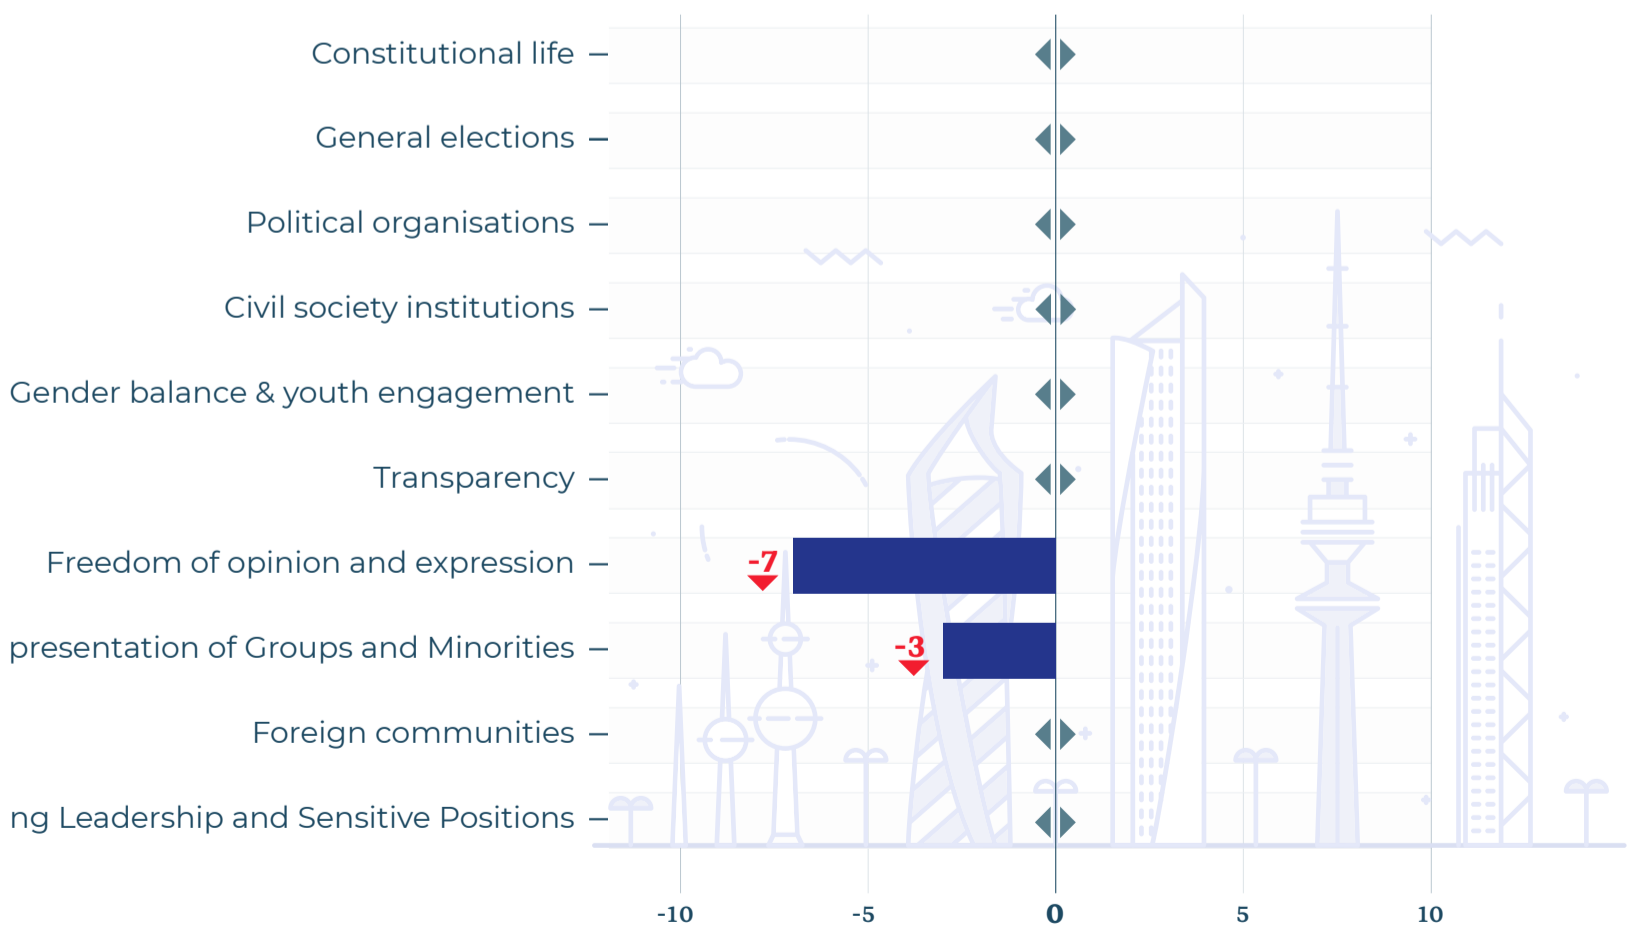 Constitutional life
General elections
Political organisations
Civil society institutions
Gender balance & youth engagement
Transparency
Freedom of opinion and expression
-7
presentation of Groups and Minorities
-3
Foreign communities
ng Leadership and Sensitive Positions
-10 -5 0 5 10